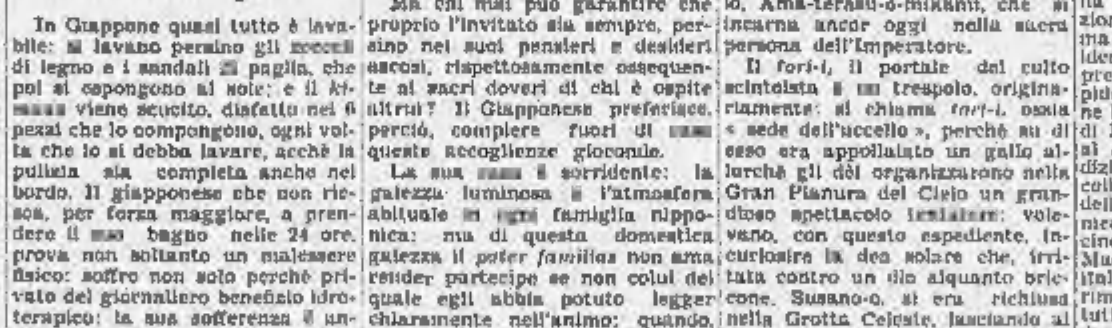 In Giappone quasi tutto è lava-
bile: si lavano persino gli zoccoli
di legno e i sandali di paglia, che
poi si espongono al sole; e il ki-
mono viene scucito, disfatto nei 6
pezzi che lo compongono, ogni vol-
ta che lo si debba lavare, acchè la
pulizia sia completa anche nel
bordo. Il giapponese che non rie-
sca, per forza maggiore, a pren-
dere il suo bagno nelle 24 ore,
prova non soltanto un malessere
fisico: soffro non solo perchè pri-
vato del giornaliero beneficio idro-
terapico: la sua sofferenza è un-
Ma chi mai può garantire che
proprio l'invitato sia sempre, per-
sino nei suoi pensieri e desideri
ascosi, rispettosamente ossequen-
te ai sacri doveri di chi è ospite
altrui? Il Giapponese preferisce,
perciò, compiere fuori di casa
queste accoglienze gioconde.
La sua casa è sorridente: la
gaiezza luminosa è l'atmosfera
abituale in ogni famiglia nippo-
nica: ma di questa domestica
gaiezza il pater familias non ama
render partecipe se non colui del
quale egli abbia potuto legger
chiaramente nell'animo: quando,
lo, Ama-terasu-o-mikami, che si
incarna ancor oggi nella sacra
persona dell'Imperatore.
Il fori-i, il portale del culto
scintoista è un trespolo, origina-
riamente: si chiama fori-i, ossia
« sede dell'uccello », perchè su di
esso era appollaiato un gallo al-
lorchè gli dèi organizzarono nella
Gran Pianura del Cielo un gran-
dioso spettacolo teatrale: vole-
vano, con questo espediente, in-
curiosire la dea solare che, irri-
tata contro un dio alquanto bric-
cone, Susano-o, si era richiusa
nella Grotta Celeste, lasciando al